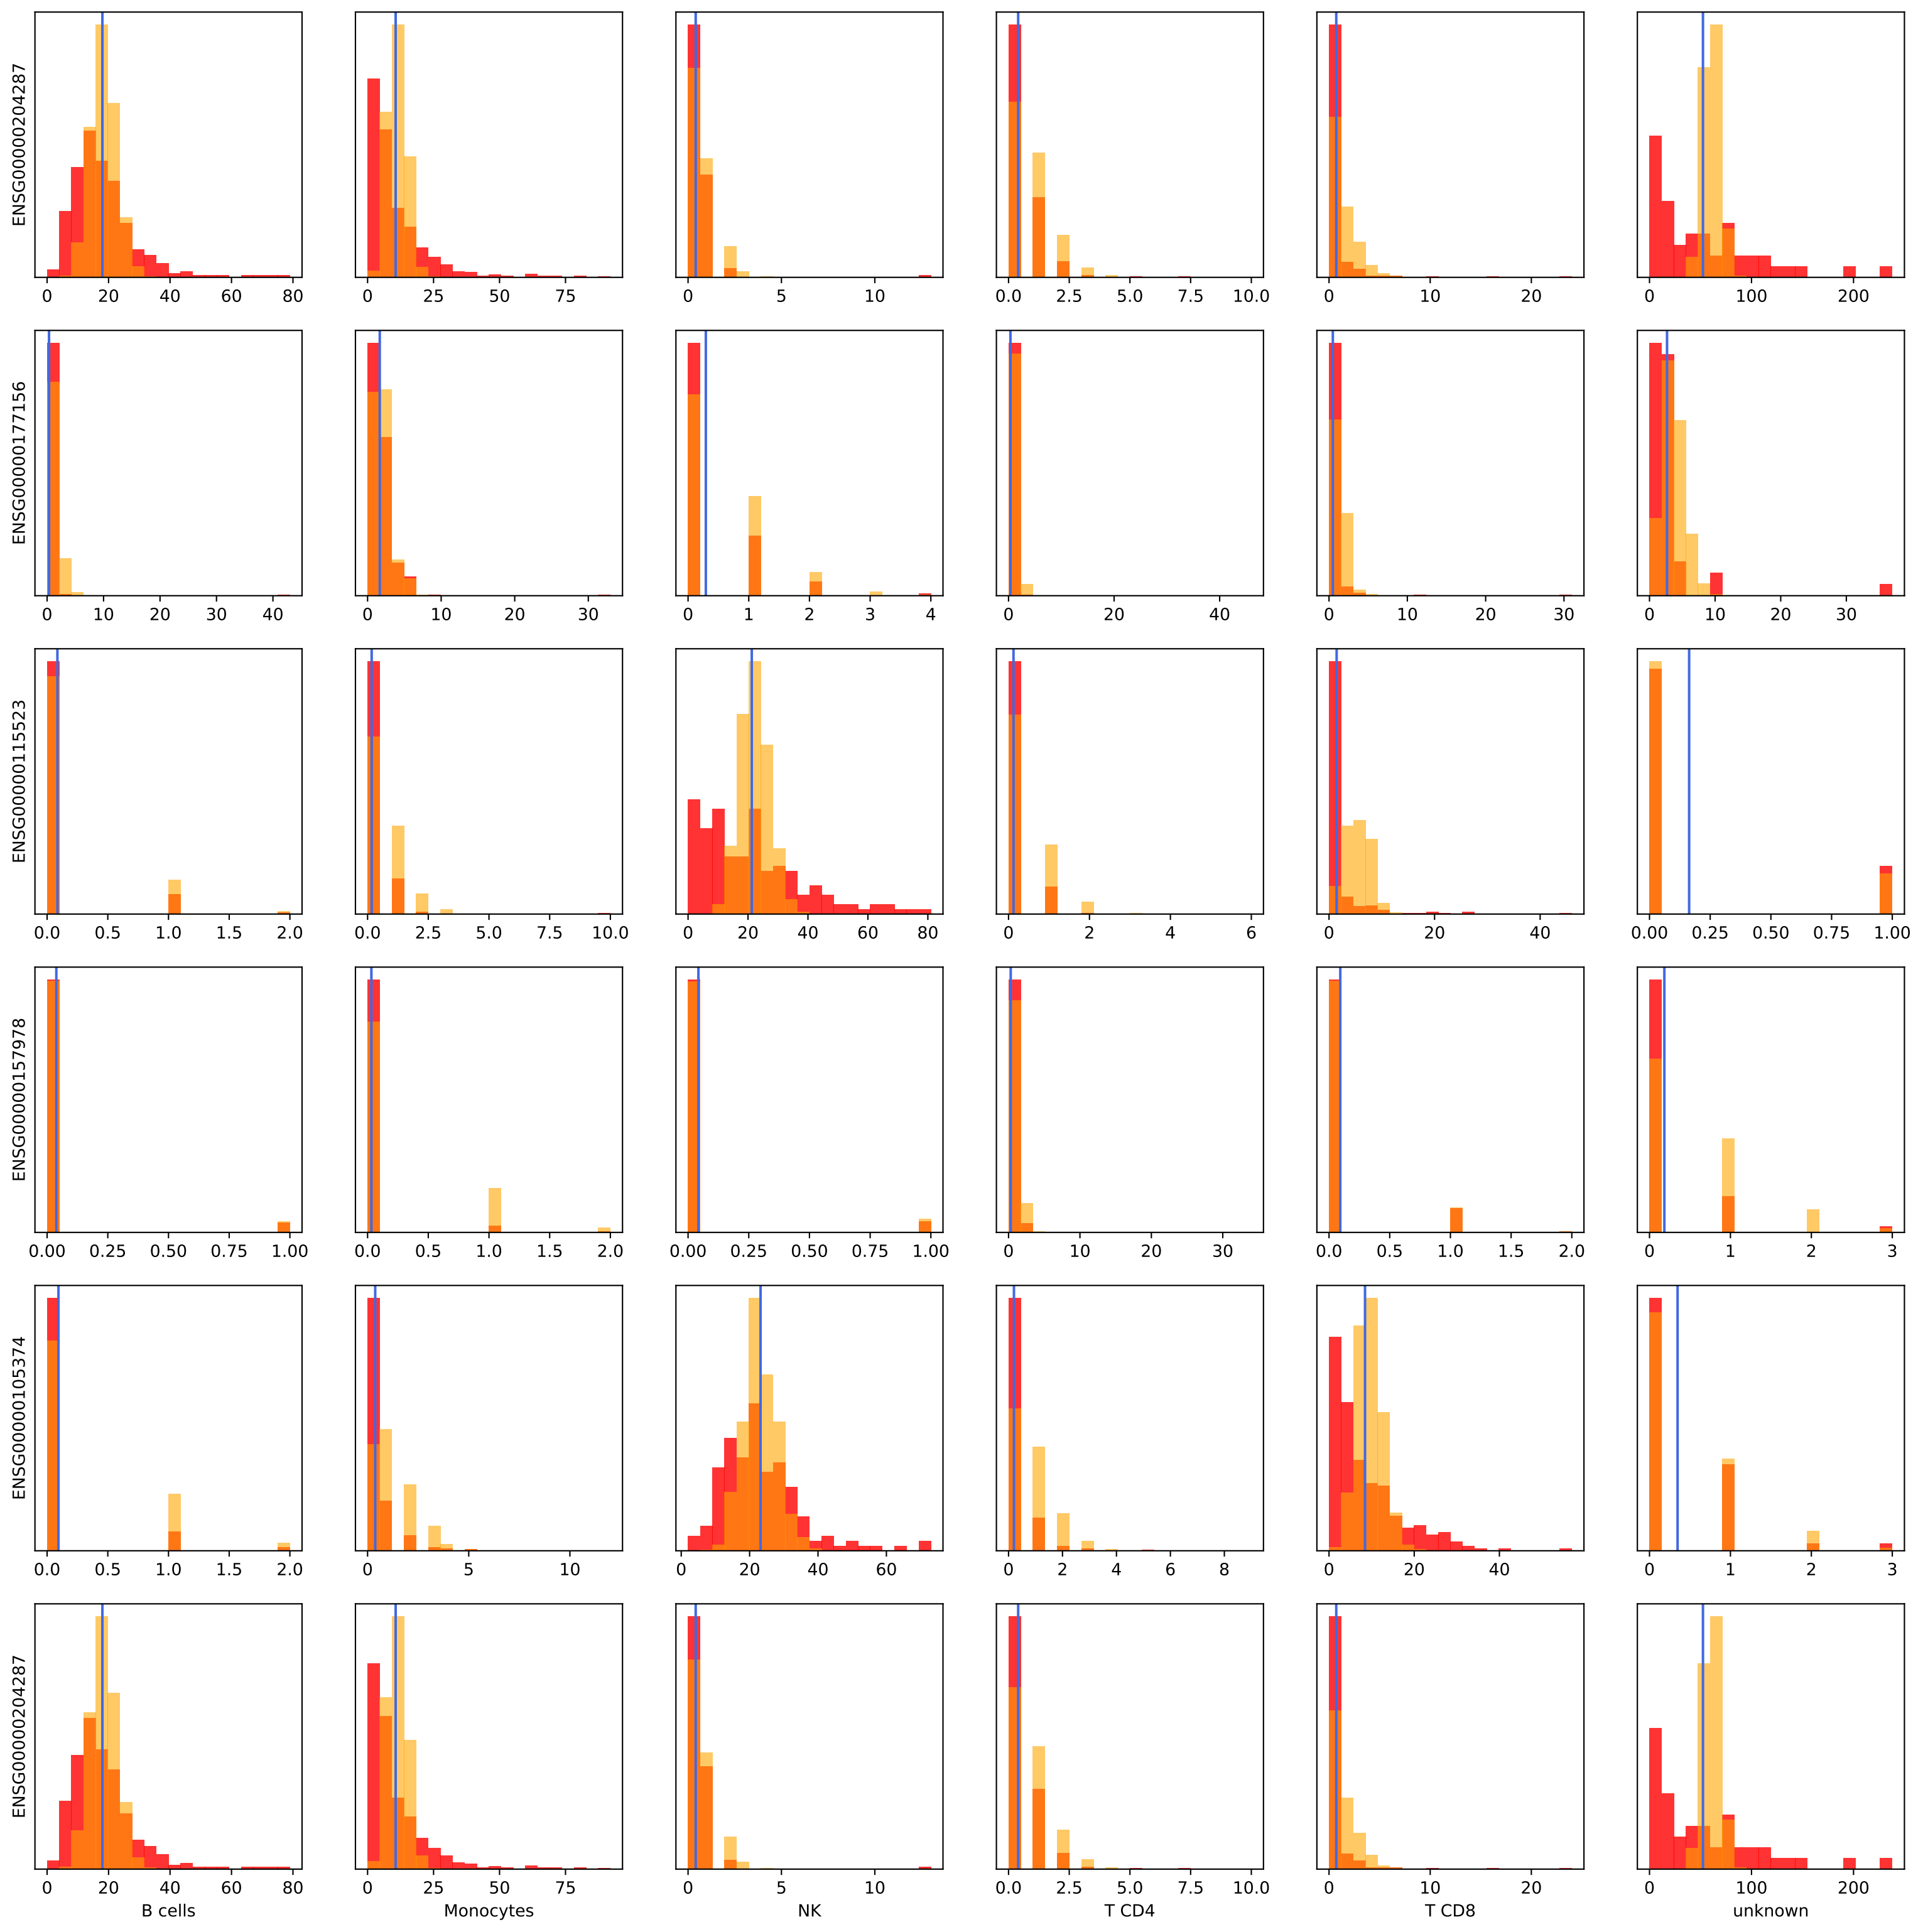 ENSG00000204287
0 20 40 60 80
0 25 50 75
0 5 10
0.0 2.5 5.0 7.5 10.0
0 10 20
0 100 200
ENSG00000177156
0 10 20 30 40
0 10 20 30
0 1 2 3 4
0 20 40
0 10 20 30
0 10 20 30
ENSG00000115523
0.0 0.5 1.0 1.5 2.0
0.0 2.5 5.0 7.5 10.0
0 20 40 60 80
0 2 4 6
0 20 40
0.00 0.25 0.50 0.75 1.00
ENSG00000157978
0.00 0.25 0.50 0.75 1.00
0.0 0.5 1.0 1.5 2.0
0.00 0.25 0.50 0.75 1.00
0 10 20 30
0.0 0.5 1.0 1.5 2.0
0 1 2 3
ENSG00000105374
0.0 0.5 1.0 1.5 2.0
0 5 10
0 20 40 60
0 2 4 6 8
0 20 40
0 1 2 3
ENSG00000204287
0 20 40 60 80
0 25 50 75
0 5 10
0.0 2.5 5.0 7.5 10.0
0 10 20
0 100 200
B cells
Monocytes
NK
T CD4
T CD8
unknown